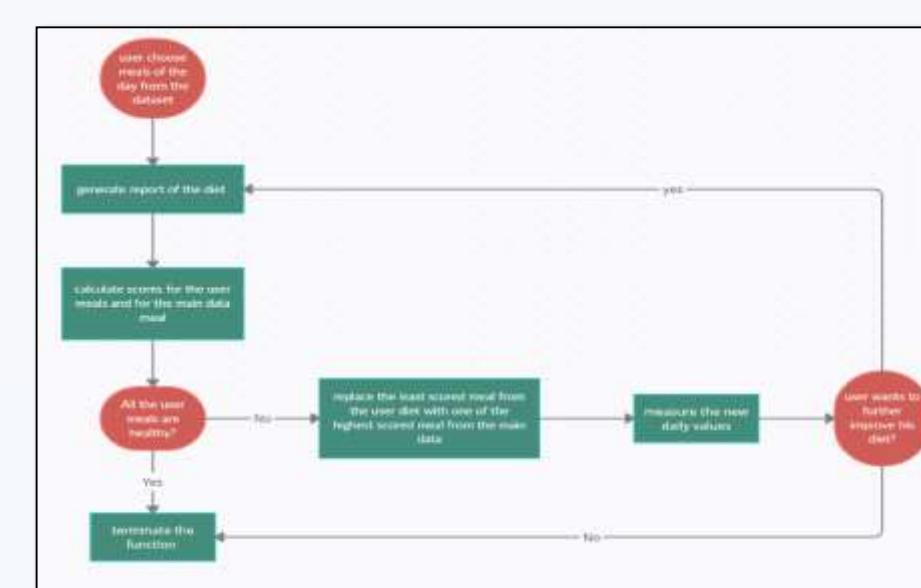 user choose
meals of the
day from the
dataset
generate report of the diet
yes
calculate scores for the user
meals and for the main data
meal
All the user
meals are
healthy?
No
replace the least scored meal from
the user diet with one of the
highest scored meal from the main
data
measure the new
daily values
user wants to
further
improve his
diet?
Yes
terminate the
function
No